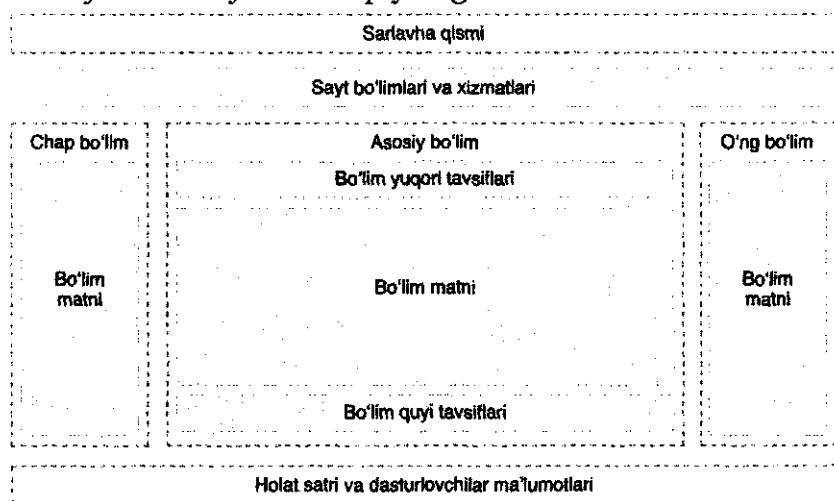 Sarlavha qismi
Sayt bo‘limlari va xizmatlari
Chap bo‘lim
Asosiy bo‘lim
O‘ng bo‘lim
Bo‘lim yuqori tavsiflari
Bo‘lim
matni
Bo‘lim matni
Bo‘lim
matni
Bo‘lim quyi tavsiflari
Holat satri va dasturlovchilar ma’lumotlari